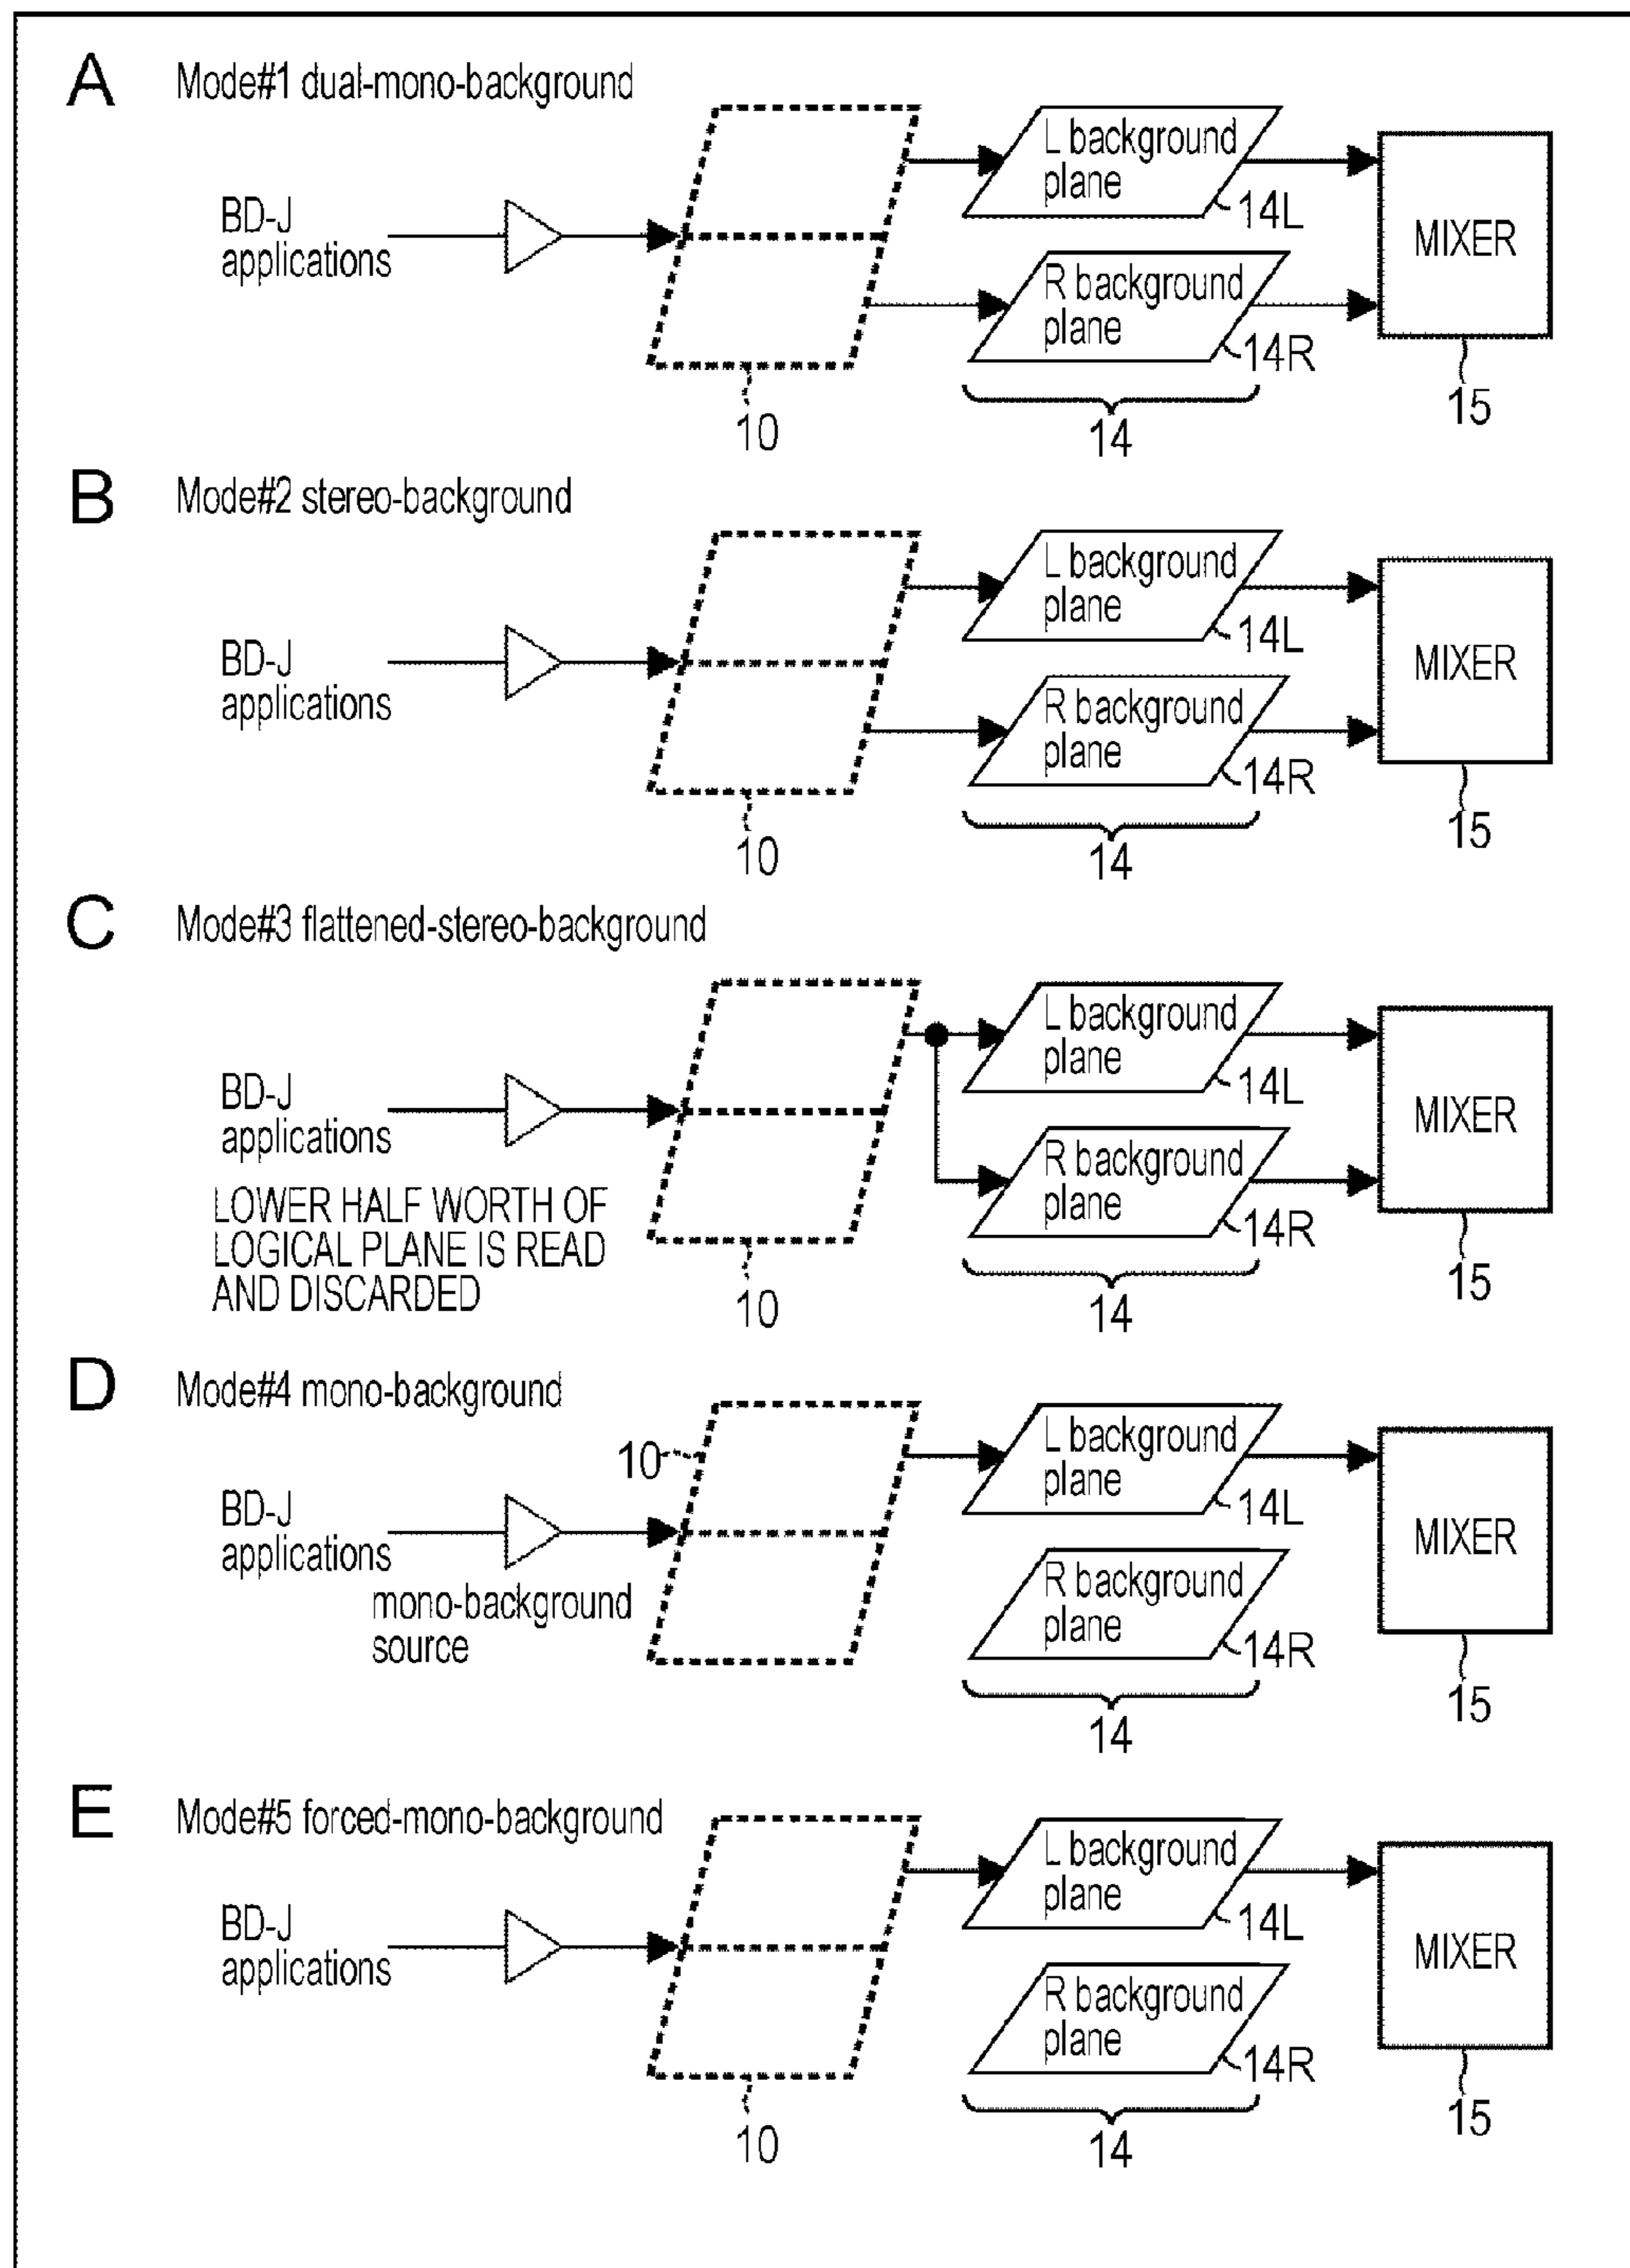 A Mode#1 dual-mono-background
BD-J
applications
10
L background
plane
14L
R background
plane
14R
14
MIXER
15
B Mode#2 stereo-background
BD-J
applications
10
L background
plane
14L
R background
plane
14R
14
MIXER
15
C Mode#3 flattened-stereo-background
BD-J
applications
LOWER HALF WORTH OF
LOGICAL PLANE IS READ
AND DISCARDED
10
L background
plane
14L
R background
plane
14R
14
MIXER
15
D Mode#4 mono-background
10
BD-J
applications
mono-background
source
L background
plane
14L
R background
plane
14R
14
MIXER
15
E Mode#5 forced-mono-background
BD-J
applications
10
L background
plane
14L
R background
plane
14R
14
MIXER
15